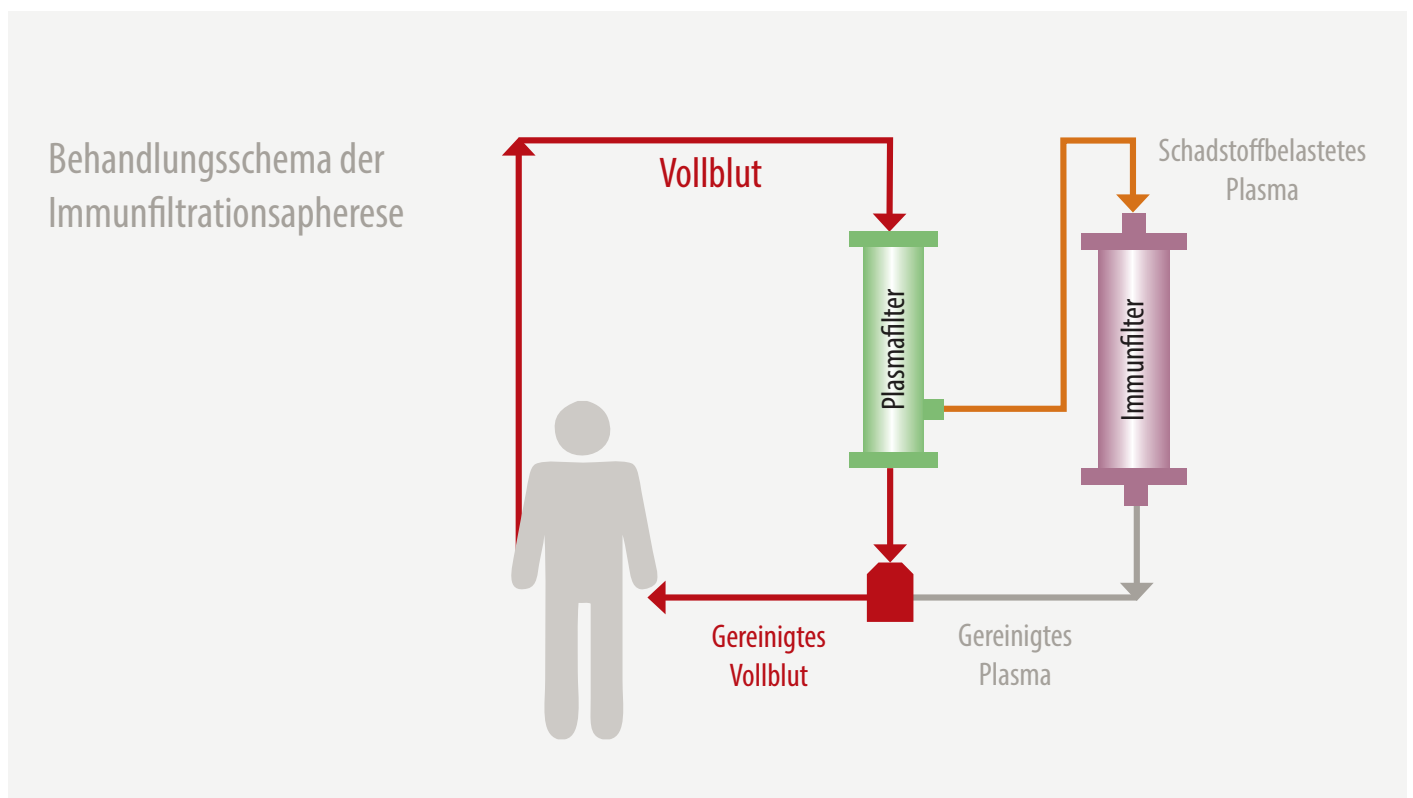 Behandlungsschema der
Immunfiltrationsapherese
Vollblut
Schadstoffbelastetes
Plasma
Plasmafilter
Immunfilter
Gereinigtes
Vollblut
Gereinigtes
Plasma